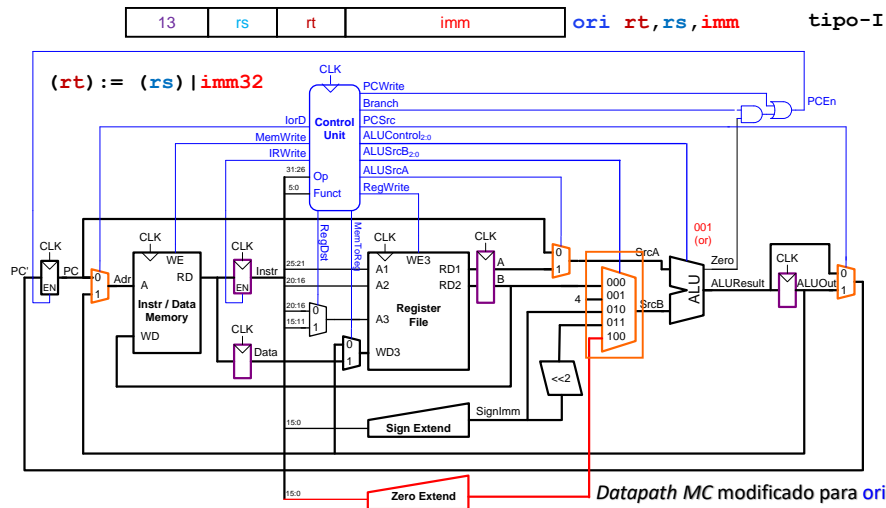 13 rs rt imm ori rt,rs,imm tipo-I
(rt):= (rs)|imm32
CLK
PCWrite
Branch
PCEn
IorD
Control
Unit
PCSrc
MemWrite
ALUControl2:0
IRWrite
ALUSrcB2:0
31:26
Op
ALUSrcA
5:0
Funct
RegWrite
RegDst
MemToReg
001
(or)
CLK
CLK
CLK
CLK
CLK
CLK
PC'
PC
EN
0
1
Adr
WE
A
RD
Instr / Data
Memory
WD
EN
Instr
Data
25:21
20:16
20:16
15:11
0
1
0
1
WE3
A1
RD1
A2
RD2
A3
Register
File
WD3
A
B
0
1
SrcA
4
000
001
010
011
100
SrcB
ALU
Zero
ALUResult
ALUOut
0
1
<<2
15:0
Sign Extend
SignImm
15:0
Zero Extend
Datapath MC modificado para ori